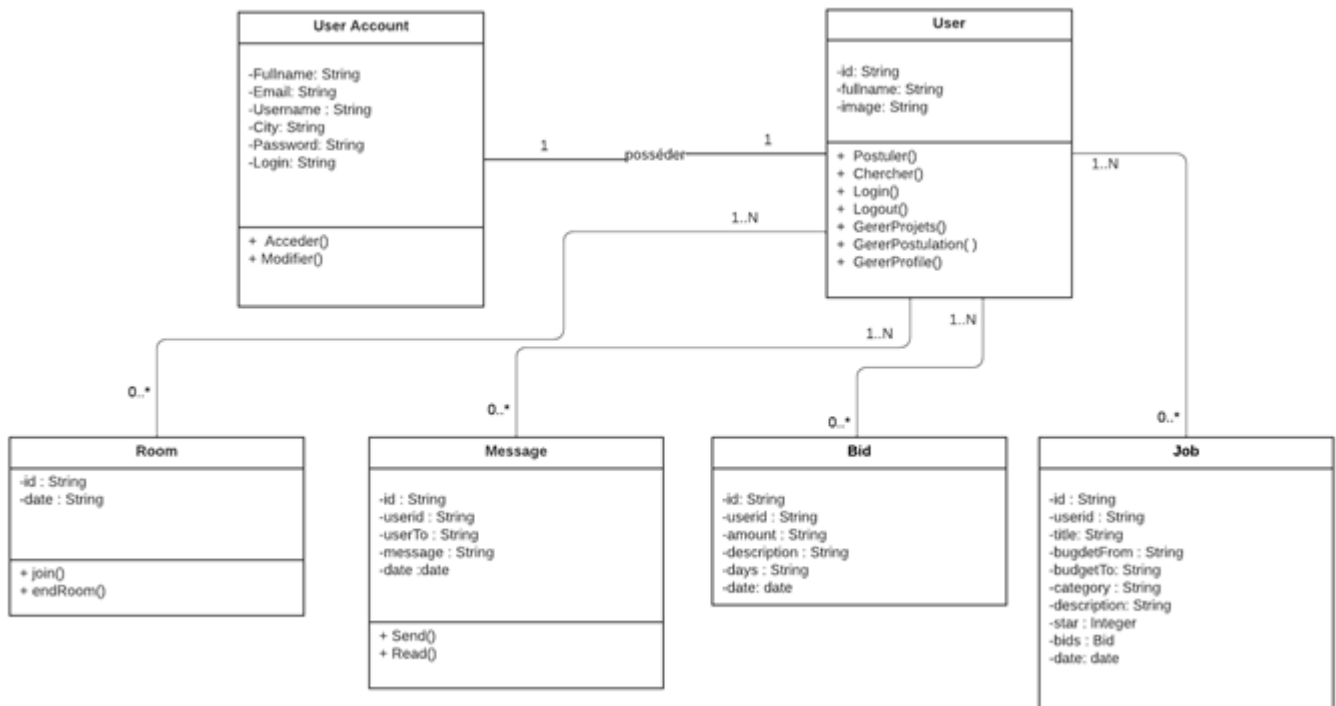 User Account
-Fullname: String
-Email: String
-Username : String
-City: String
-Password: String
-Login: String
+ Acceder()
+ Modifier()
1
posséder
1
User
-id: String
-fullname: String
-image: String
+ Postuler()
+ Chercher()
+ Login()
+ Logout()
+ GererProjets()
+ GererPostulation( )
+ GererProfile()
1..N
1..N
1..N
1..N
0..*
0..*
0..*
0..*
Room
-id : String
-date : String
+ join()
+ endRoom()
Message
-id : String
-userid : String
-userTo : String
-message : String
-date :date
+ Send()
+ Read()
Bid
-id: String
-userid : String
-amount : String
-description : String
-days : String
-date: date
Job
-id : String
-userid : String
-title: String
-bugdetFrom : String
-budgetTo: String
-category : String
-description: String
-star : Integer
-bids : Bid
-date: date